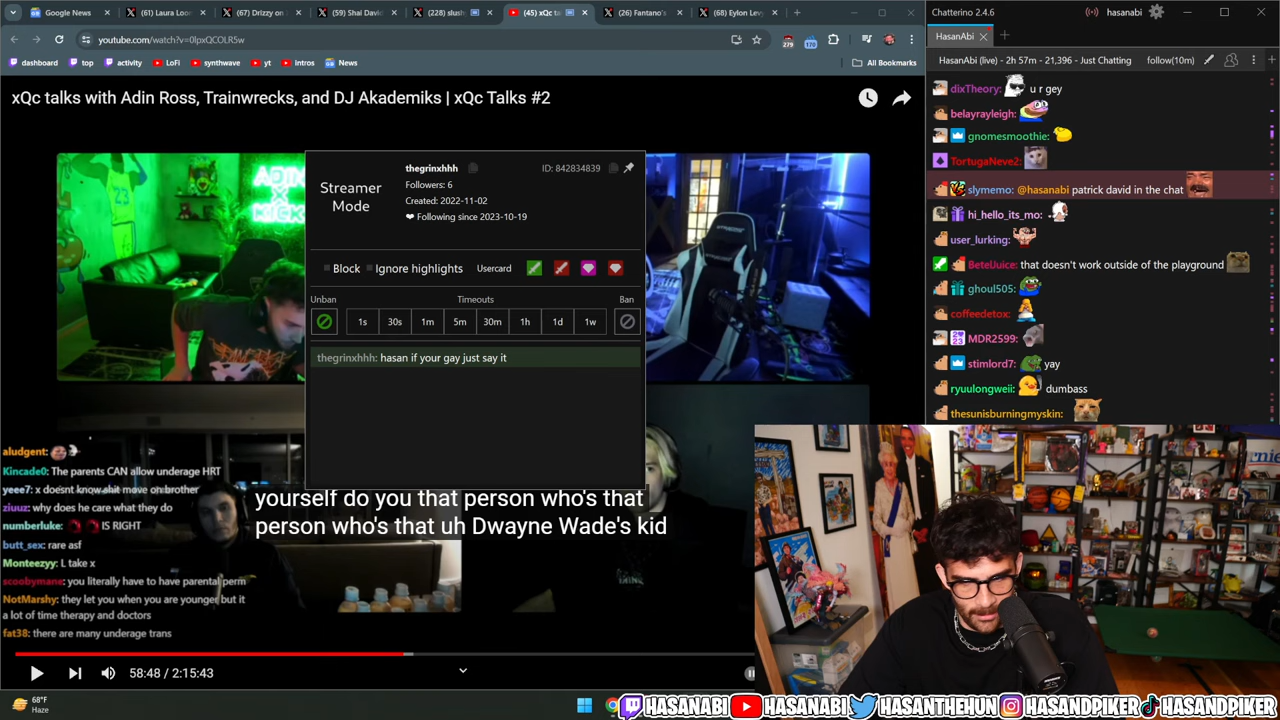 Google News
(61) Laura Loo
(67) Drizzy on
(59) Shai David
(228) slush
(45) xQc ta
(26) Fantano's
(68) Eylon Lev
youtube.com/watch?v=0lpxQCOLR5w
279
170
dashboard
top
activity
LoFi
synthwave
yt
intros
News
All Bookmarks
xQc talks with Adin Ross, Trainwrecks, and DJ Akademiks | xQc Talks #2
Streamer
Mode
thegrinxhhh
ID: 842834839
Followers: 6
Created: 2022-11-02
❤ Following since 2023-10-19
Block
Ignore highlights
Usercard
Unban
Timeouts
Ban
1s
30s
1m
5m
30m
1h
1d
1w
thegrinxhhh: hasan if your gay just say it
yourself do you that person who's that
person who's that uh Dwayne Wade's kid
aludgent:
Kincade0: The parents CAN allow underage HRT
yeee7: x doesnt know shit move on brother
ziuuz: why does he care what they do
numberluke: IS RIGHT
butt_sex: rare asf
Monteezyy: L take x
scoobymane: you literally have to have parental perm
NotMarshy: they let you when you are younger but it
a lot of time therapy and doctors
fat38: there are many underage trans
58:48 / 2:15:43
68°F
Haze
Chatterino 2.4.6
hasanabi
HasanAbi
HasanAbi (live) - 2h 57m - 21,396 - Just Chatting
follow(10m)
dixTheory: u r gey
belayrayleigh:
gnomesmoothie:
TortugaNeve2:
slymemo: @hasanabi patrick david in the chat
hi_hello_its_mo:
user_lurking:
BetelJuice: that doesn't work outside of the playground
ghoul505:
coffeedetox:
MDR2599:
stimlord7: yay
ryuulongweii: dumbass
thesunisburningmyskin:
HASANABI
HASANABI
HASANTHEHUN
HASANDPIKER
HASANDPIKER